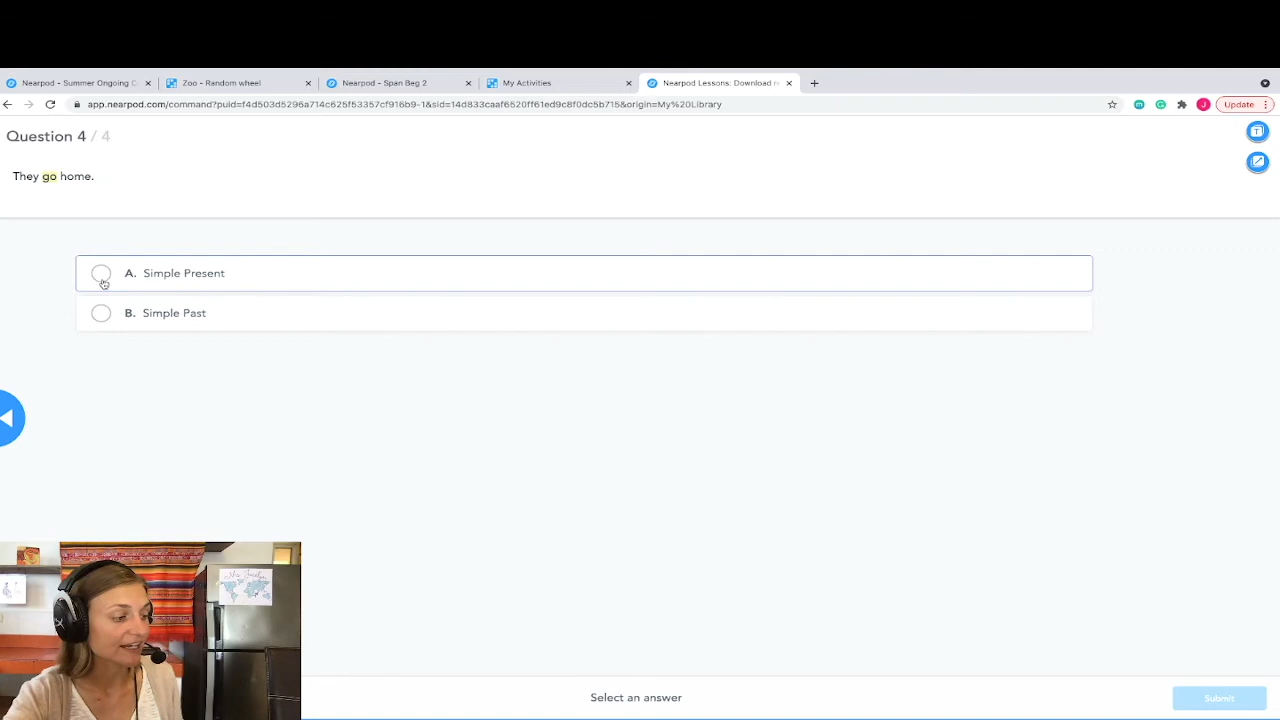 Nearpod - Summer Ongoing C
Zoo - Random wheel
Nearpod - Span Beg 2
My Activities
Nearpod Lessons: Download r
app.nearpod.com/command?puid=f4d503d5296a714c625f53357cf916b9-1&sid=14d833caaf6520ff61ed9c8f0dc5b715&origin=My%20Library
Update
Question 4 / 4
They go home.
A. Simple Present
B. Simple Past
Select an answer
Submit